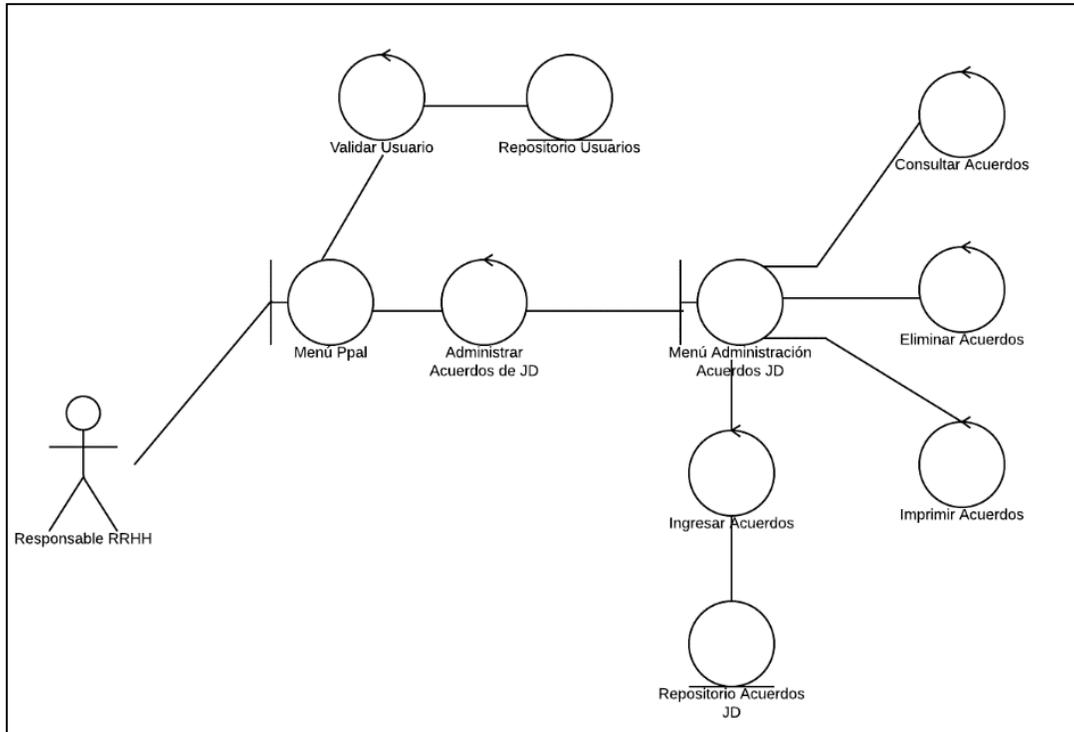 Validar Usuario
Repositorio Usuarios
Consultar Acuerdos
Menú Ppal
Administrar
Acuerdos de JD
Menú Administración
Acuerdos JD
Eliminar Acuerdos
Responsable RRHH
Ingresar Acuerdos
Imprimir Acuerdos
Repositorio Acuerdos
JD